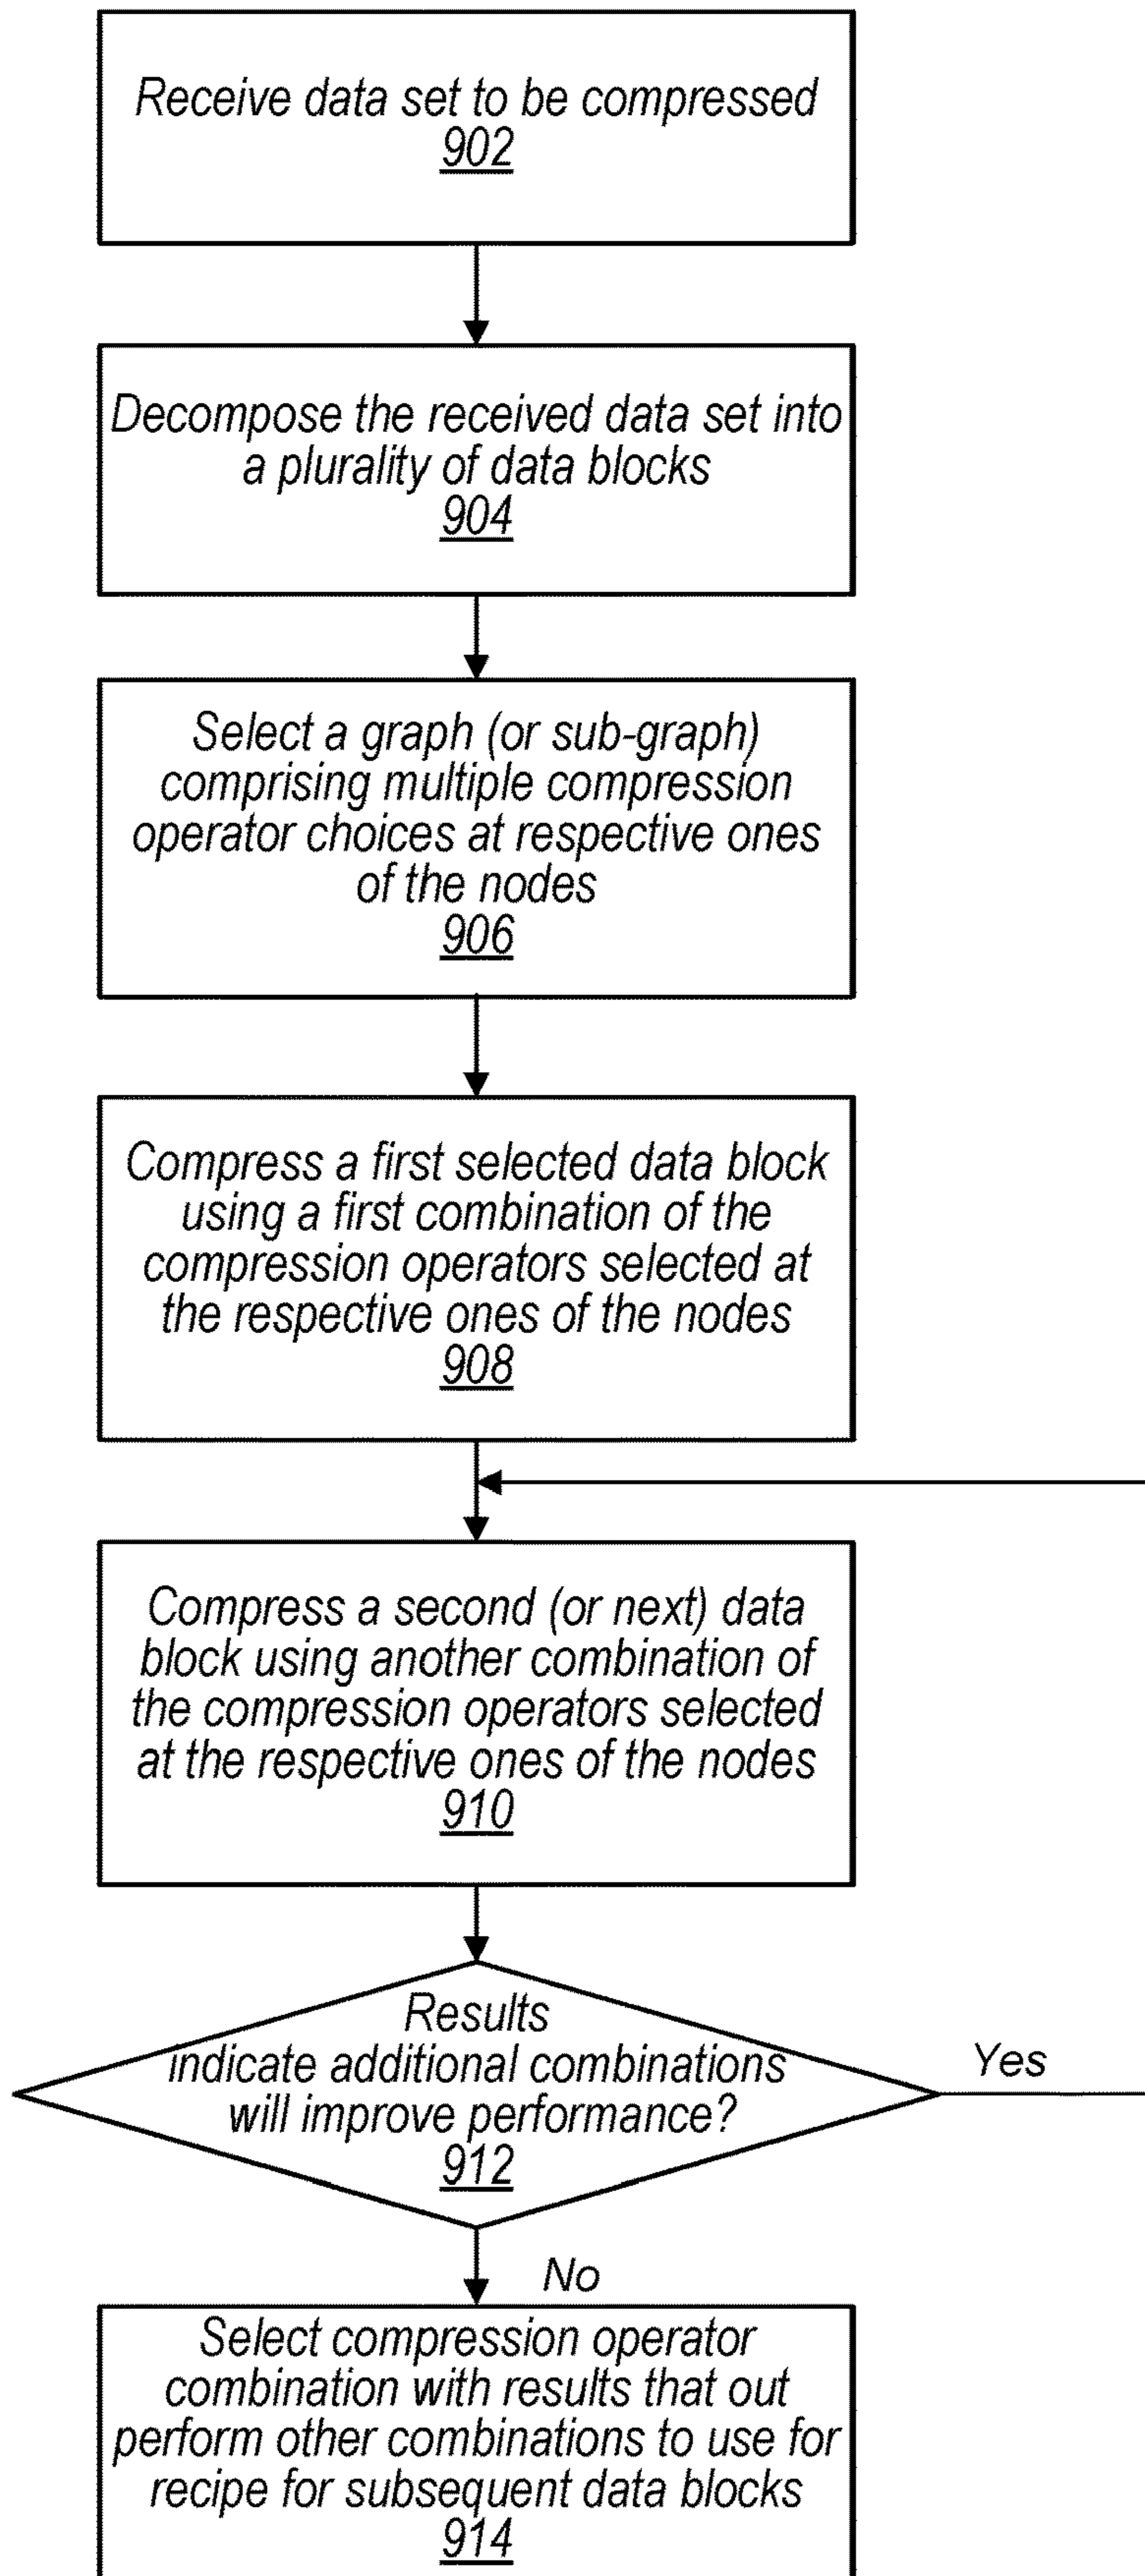 Receive data set to be compressed
902
Decompose the received data set into
a plurality of data blocks
904
Select a graph (or sub-graph)
comprising multiple compression
operator choices at respective ones
of the nodes
906
Compress a first selected data block
using a first combination of the
compression operators selected at
the respective ones of the nodes
908
Compress a second (or next) data
block using another combination of
the compression operators selected
at the respective ones of the nodes
910
Results
indicate additional combinations
will improve performance?
912
Yes
No
Select compression operator
combination with results that out
perform other combinations to use for
recipe for subsequent data blocks
914